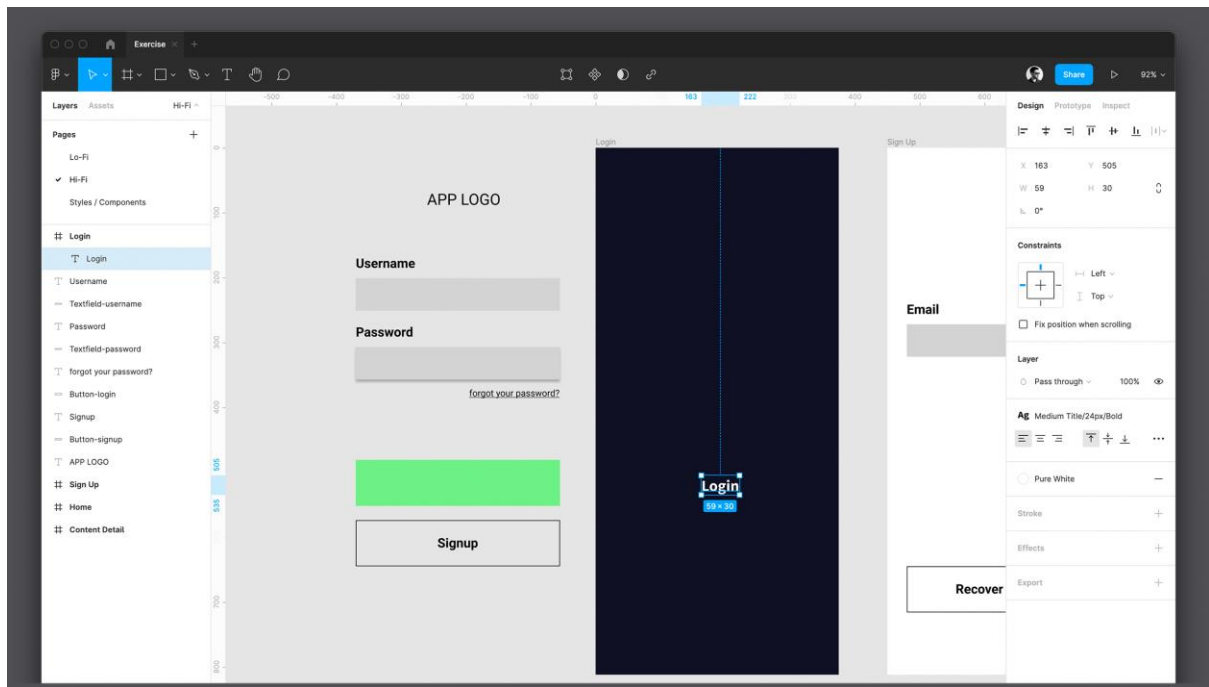 Exercise
Share
92%
Layers Assets Hi-Fi
Pages
Lo-Fi
Hi-Fi
Styles / Components
Login
Login
Username
Textfield-username
Password
Textfield-password
forgot your password?
Button-login
Signup
Button-signup
APP LOGO
Sign Up
Home
Content Detail
-500 -400 -300 -200 -100 0 163 222 300 400 500 600
0
100
200
300
400
505
535
700
800
APP LOGO
Username
Password
forgot your password?
Signup
Login
Login
59 × 30
Sign Up
Email
Recover
Design Prototype Inspect
X 163 Y 505
W 59 H 30
0°
Constraints
Left
Top
Fix position when scrolling
Layer
Pass through 100%
Ag Medium Title/24px/Bold
Pure White
Stroke
Effects
Export